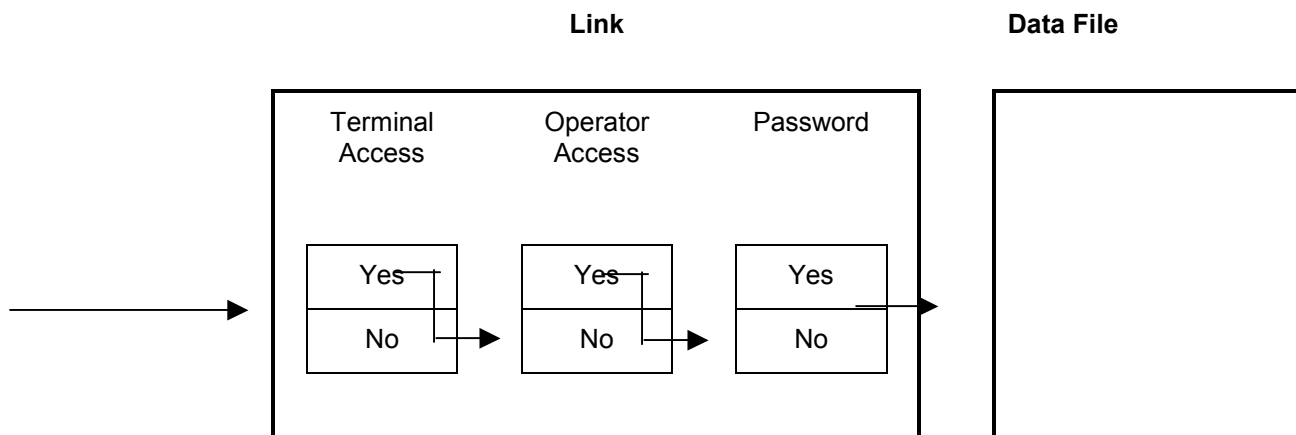 Link
Data File
Terminal
Access
Operator
Access
Password
Yes
No
Yes
No
Yes
No